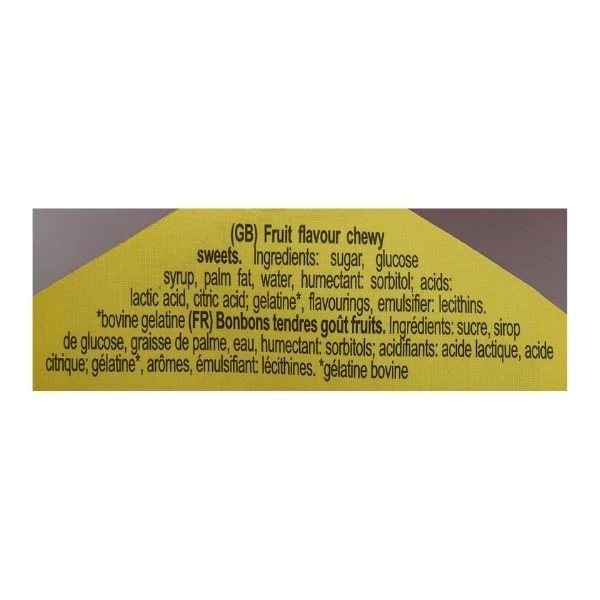 (GB) Fruit flavour chewy
sweets. Ingredients: sugar, glucose
syrup, palm fat, water, humectant: sorbitol; acids:
lactic acid, citric acid; gelatine*, flavourings, emulsifier: lecithins.
*bovine gelatine (FR) Bonbons tendres goût fruits. Ingrédients: sucre, sirop
de glucose, graisse de palme, eau, humectant: sorbitols; acidifiants: acide lactique, acide
citrique; gélatine*, arômes, émulsifiant: lécithines. *gélatine bovine